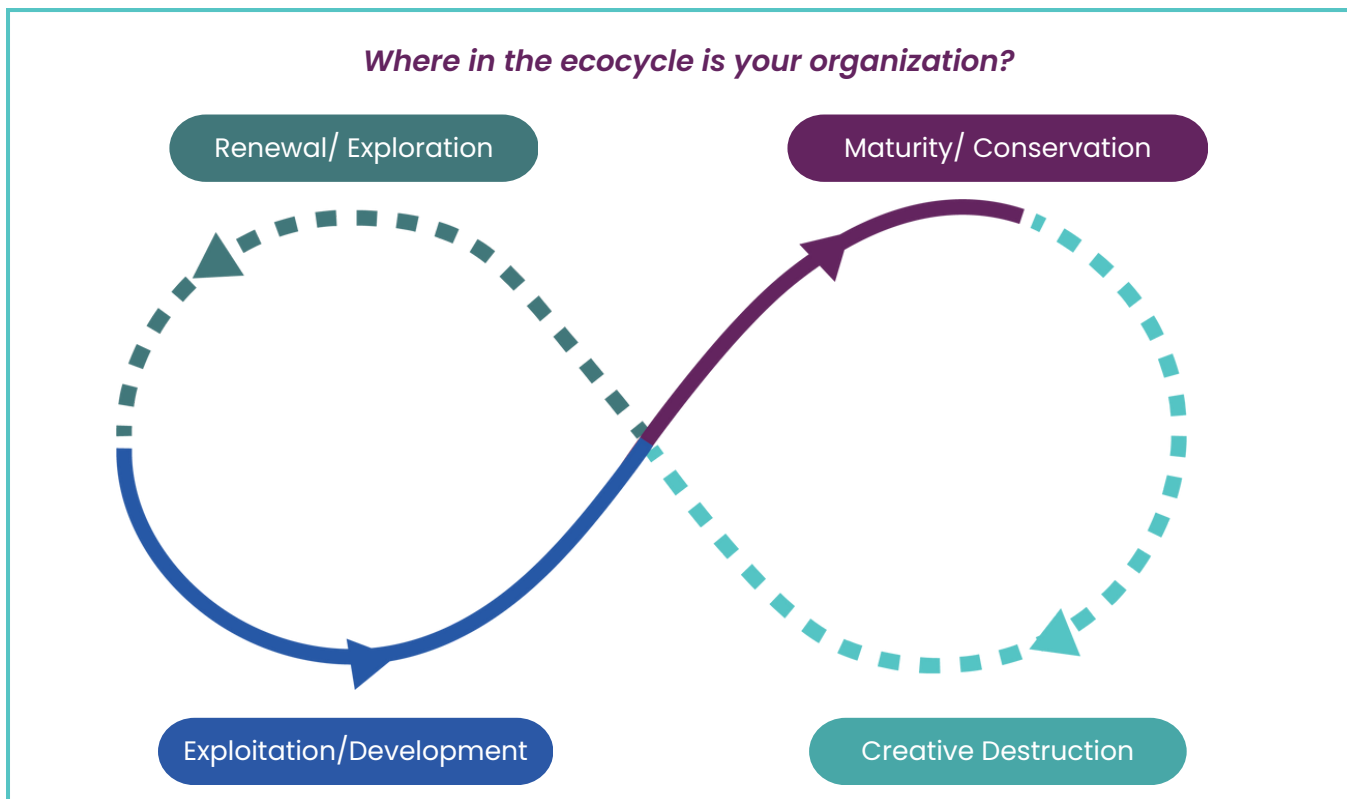 Where in the ecocycle is your organization?
Renewal/ Exploration
Maturity/ Conservation
Exploitation/Development
Creative Destruction